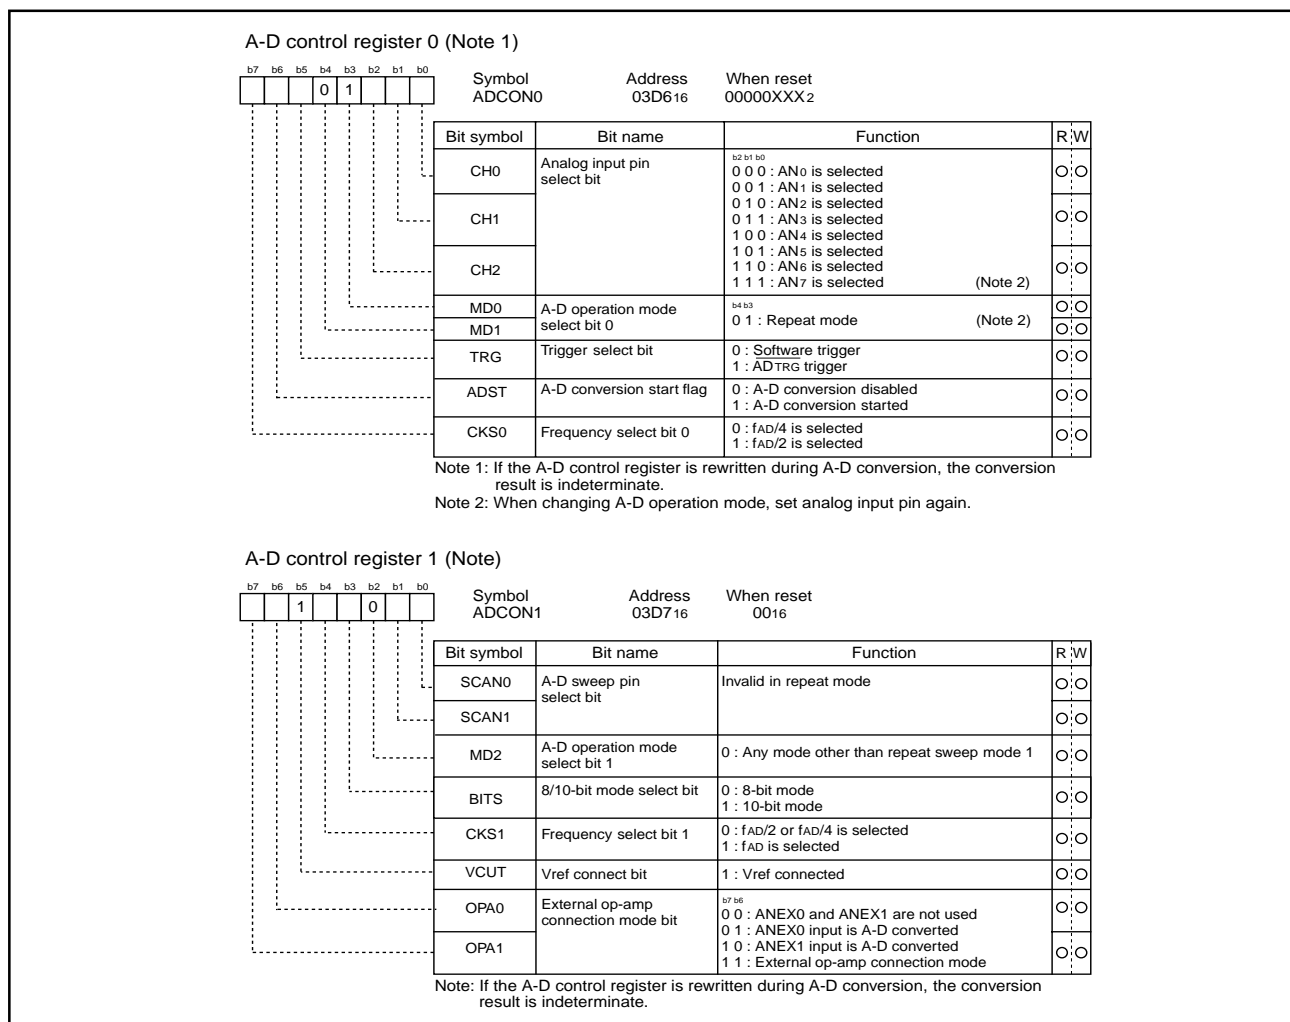 A-D control register 0 (Note 1)
b7 b6 b5 b4 b3 b2 b1 b0
0 1
Symbol Address When reset
ADCON0 03D616 00000XXX2
Bit symbol Bit name Function R W
CH0 Analog input pin select bit
b2 b1 b0
0 0 0 : AN0 is selected
0 0 1 : AN1 is selected
0 1 0 : AN2 is selected
0 1 1 : AN3 is selected
1 0 0 : AN4 is selected
1 0 1 : AN5 is selected
1 1 0 : AN6 is selected
1 1 1 : AN7 is selected (Note 2)
CH1
CH2
MD0 A-D operation mode select bit 0
b4 b3
0 1 : Repeat mode (Note 2)
MD1
TRG Trigger select bit 0 : Software trigger
1 : ADTRG trigger
ADST A-D conversion start flag 0 : A-D conversion disabled
1 : A-D conversion started
CKS0 Frequency select bit 0 0 : fAD/4 is selected
1 : fAD/2 is selected
Note 1: If the A-D control register is rewritten during A-D conversion, the conversion
result is indeterminate.
Note 2: When changing A-D operation mode, set analog input pin again.
A-D control register 1 (Note)
b7 b6 b5 b4 b3 b2 b1 b0
1 0
Symbol Address When reset
ADCON1 03D716 0016
Bit symbol Bit name Function R W
SCAN0 A-D sweep pin select bit Invalid in repeat mode
SCAN1
MD2 A-D operation mode select bit 1 0 : Any mode other than repeat sweep mode 1
BITS 8/10-bit mode select bit 0 : 8-bit mode
1 : 10-bit mode
CKS1 Frequency select bit 1 0 : fAD/2 or fAD/4 is selected
1 : fAD is selected
VCUT Vref connect bit 1 : Vref connected
OPA0 External op-amp connection mode bit
b7 b6
0 0 : ANEX0 and ANEX1 are not used
0 1 : ANEX0 input is A-D converted
1 0 : ANEX1 input is A-D converted
1 1 : External op-amp connection mode
OPA1
Note: If the A-D control register is rewritten during A-D conversion, the conversion
result is indeterminate.